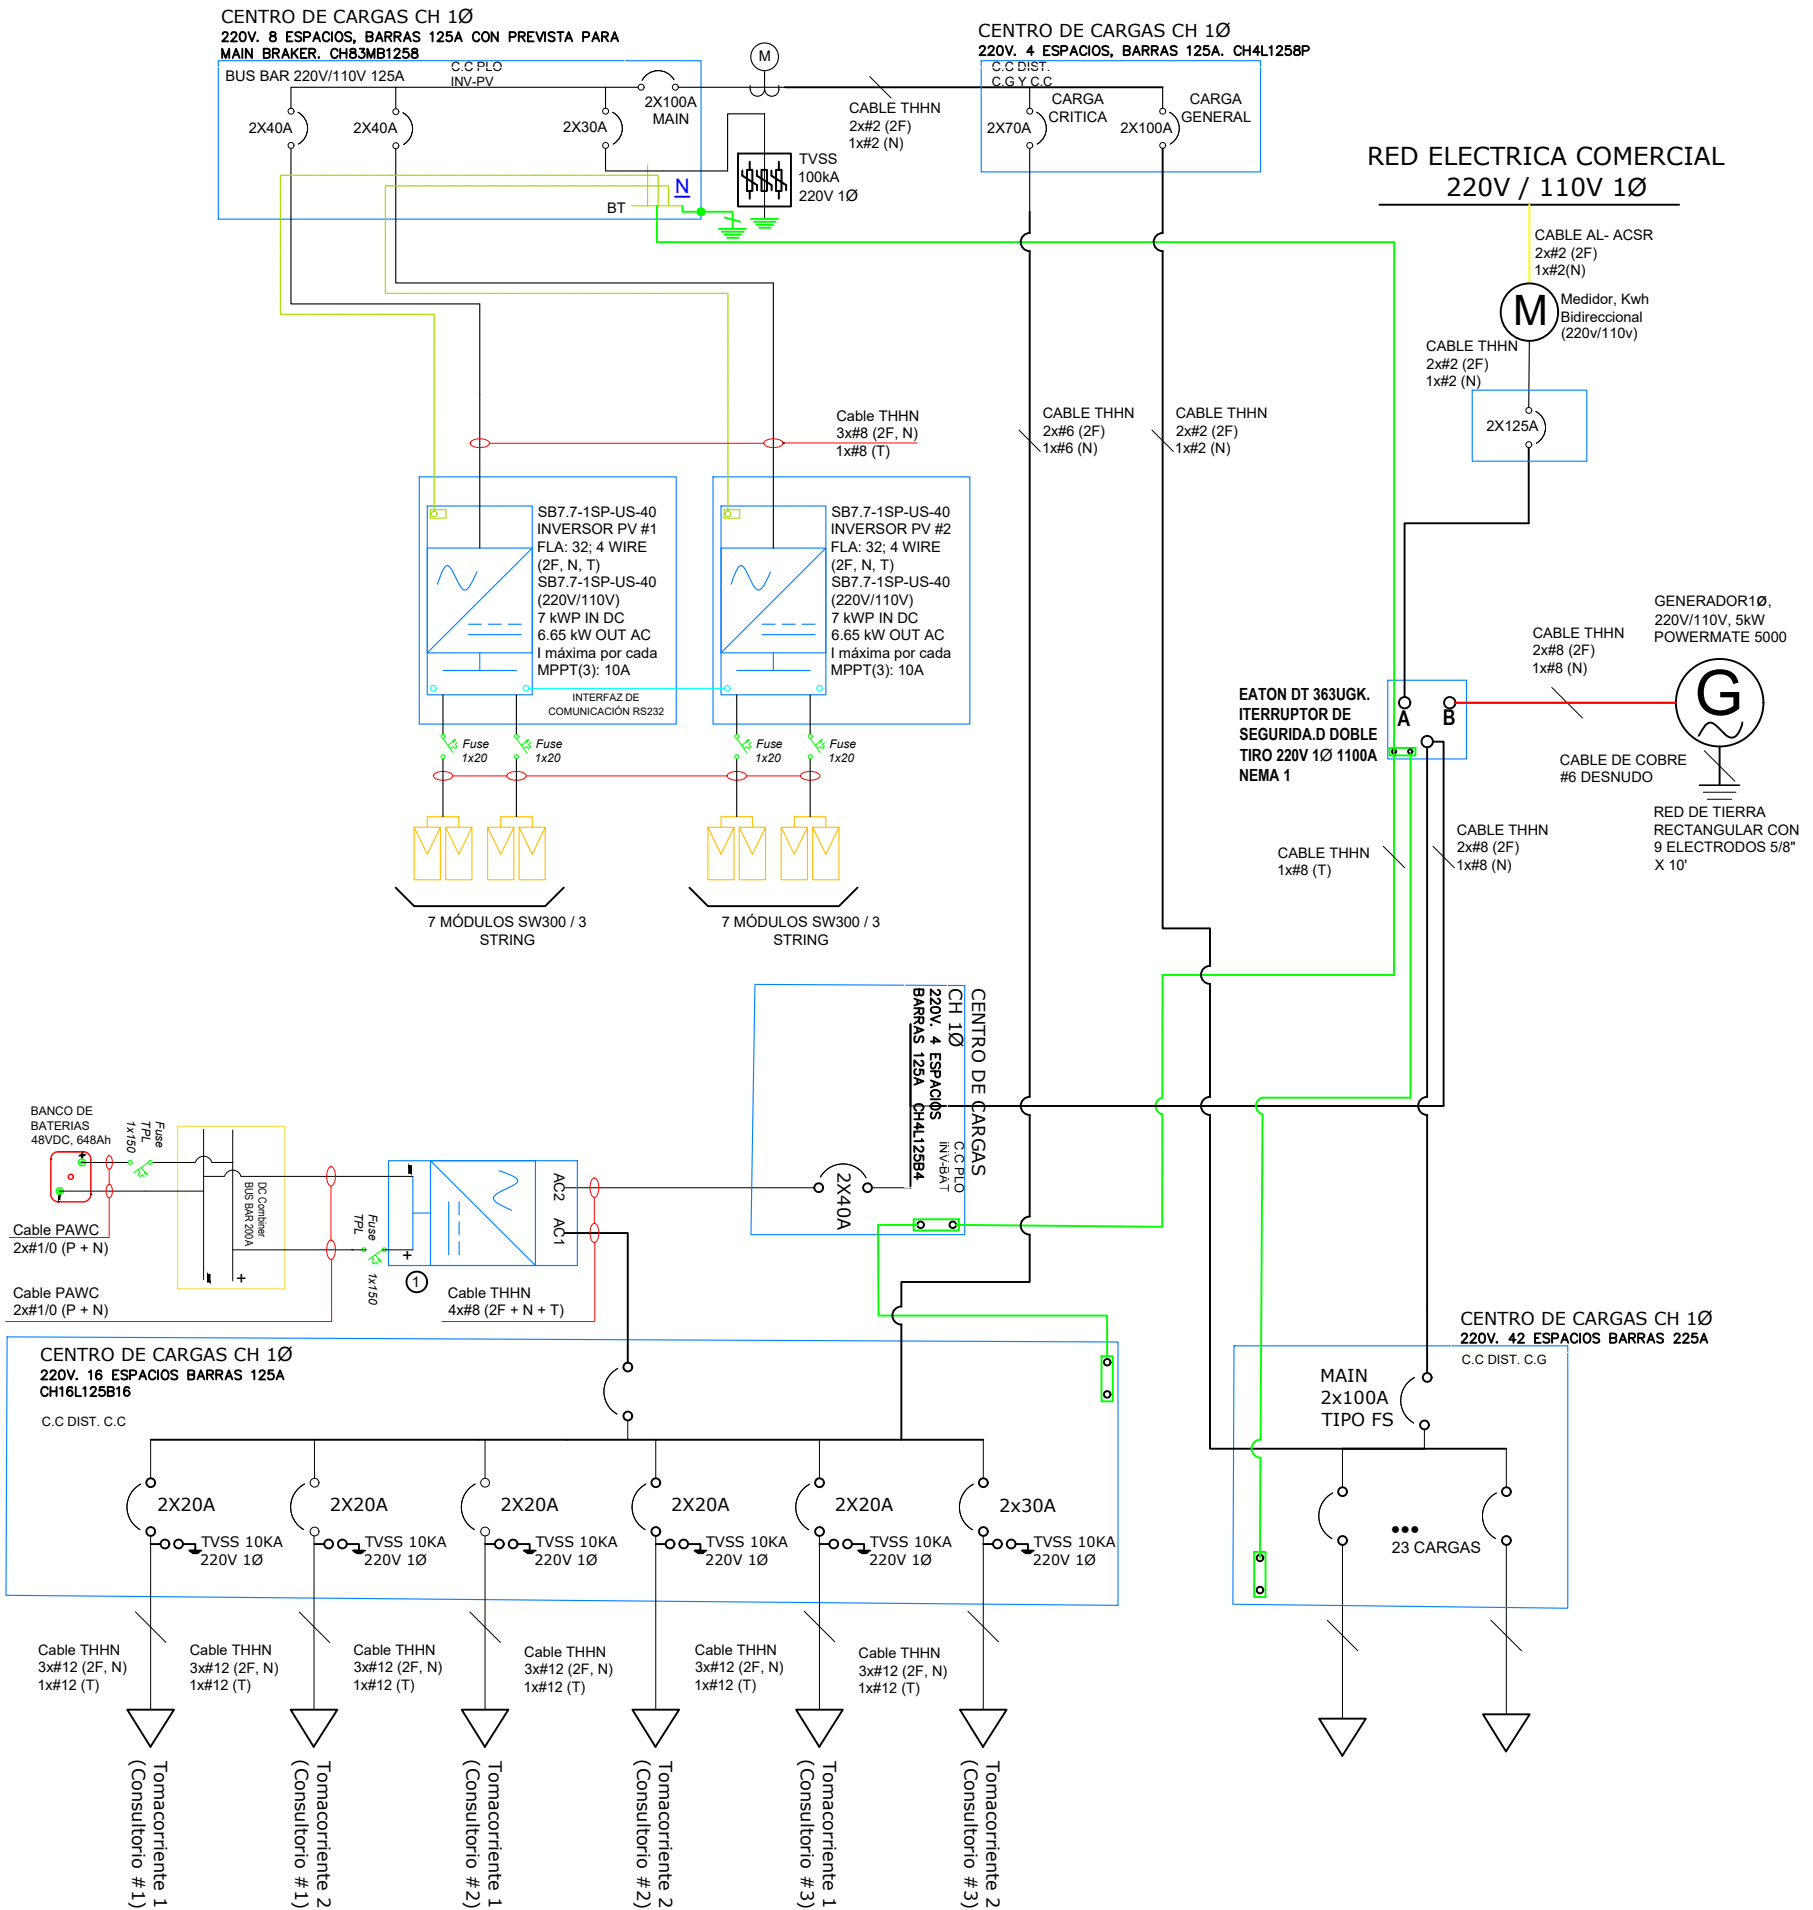 CENTRO DE CARGAS CH 1Ø
220V. 8 ESPACIOS, BARRAS 125A CON PREVISTA PARA
MAIN BRAKER. CH83MB1258
BUS BAR 220V/110V 125A
C.C PLO
INV-PV
2X40A
2X40A
2X30A
2X100A
MAIN
M
CABLE THHN
2x#2 (2F)
1x#2 (N)
TVSS
100kA
220V 1Ø
N
BT
CENTRO DE CARGAS CH 1Ø
220V. 4 ESPACIOS, BARRAS 125A. CH4L1258P
C.C DIST.
C.G Y C.C
2X70A
CARGA
CRITICA
2X100A
CARGA
GENERAL
RED ELECTRICA COMERCIAL
220V / 110V 1Ø
CABLE AL- ACSR
2x#2 (2F)
1x#2(N)
M
Medidor, Kwh
Bidireccional
(220v/110v)
CABLE THHN
2x#2 (2F)
1x#2 (N)
2X125A
Cable THHN
3x#8 (2F, N)
1x#8 (T)
CABLE THHN
2x#6 (2F)
1x#6 (N)
CABLE THHN
2x#2 (2F)
1x#2 (N)
SB7.7-1SP-US-40
INVERSOR PV #1
FLA: 32; 4 WIRE
(2F, N, T)
SB7.7-1SP-US-40
(220V/110V)
7 kWP IN DC
6.65 kW OUT AC
I máxima por cada
MPPT(3): 10A
SB7.7-1SP-US-40
INVERSOR PV #2
FLA: 32; 4 WIRE
(2F, N, T)
SB7.7-1SP-US-40
(220V/110V)
7 kWP IN DC
6.65 kW OUT AC
I máxima por cada
MPPT(3): 10A
INTERFAZ DE
COMUNICACIÓN RS232
Fuse
1x20
Fuse
1x20
Fuse
1x20
Fuse
1x20
7 MÓDULOS SW300 / 3
STRING
7 MÓDULOS SW300 / 3
STRING
GENERADOR1Ø,
220V/110V, 5kW
POWERMATE 5000
CABLE THHN
2x#8 (2F)
1x#8 (N)
G
EATON DT 363UGK.
ITERRUPTOR DE
SEGURIDA.D DOBLE
TIRO 220V 1Ø 1100A
NEMA 1
A
B
CABLE DE COBRE
#6 DESNUDO
RED DE TIERRA
RECTANGULAR CON
9 ELECTRODOS 5/8"
X 10'
CABLE THHN
1x#8 (T)
CABLE THHN
2x#8 (2F)
1x#8 (N)
CENTRO DE CARGAS
CH 1Ø
220V. 4 ESPACIOS
BARRAS 125A  CH4L125B4
C.C PLO
INV-BAT
2X40A
BANCO DE
BATERIAS
48VDC, 648Ah
Fuse
TPL
1x150
DC Combiner
BUS BAR 200A
+
Fuse
TPL
1x150
+
1
AC2
AC1
Cable PAWC
2x#1/0 (P + N)
Cable PAWC
2x#1/0 (P + N)
Cable THHN
4x#8 (2F + N + T)
CENTRO DE CARGAS CH 1Ø
220V. 16 ESPACIOS BARRAS 125A
CH16L125B16
C.C DIST. C.C
2X20A
2X20A
2X20A
2X20A
2X20A
2x30A
TVSS 10KA
220V 1Ø
TVSS 10KA
220V 1Ø
TVSS 10KA
220V 1Ø
TVSS 10KA
220V 1Ø
TVSS 10KA
220V 1Ø
TVSS 10KA
220V 1Ø
Cable THHN
3x#12 (2F, N)
1x#12 (T)
Cable THHN
3x#12 (2F, N)
1x#12 (T)
Cable THHN
3x#12 (2F, N)
1x#12 (T)
Cable THHN
3x#12 (2F, N)
1x#12 (T)
Cable THHN
3x#12 (2F, N)
1x#12 (T)
Cable THHN
3x#12 (2F, N)
1x#12 (T)
Tomacorriente 1
(Consultorio #1)
Tomacorriente 2
(Consultorio #1)
Tomacorriente 1
(Consultorio #2)
Tomacorriente 2
(Consultorio #2)
Tomacorriente 1
(Consultorio #3)
Tomacorriente 2
(Consultorio #3)
CENTRO DE CARGAS CH 1Ø
220V. 42 ESPACIOS BARRAS 225A
C.C DIST. C.G
MAIN
2x100A
TIPO FS
23 CARGAS